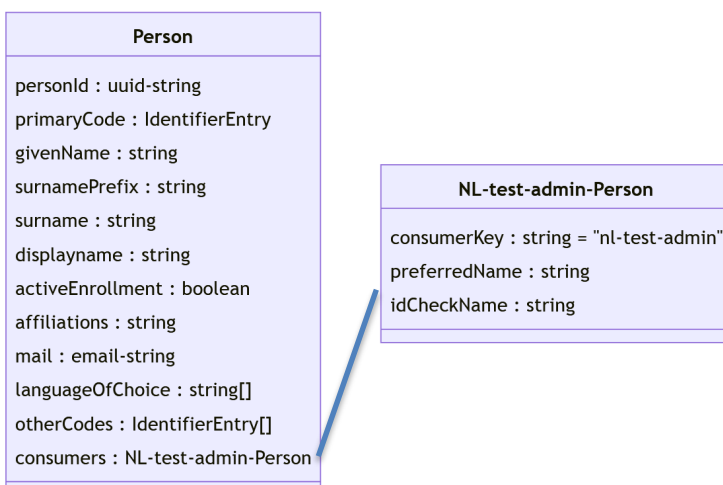 Person
personId : uuid-string
primaryCode : IdentifierEntry
givenName : string
surnamePrefix : string
surname : string
displayname : string
activeEnrollment : boolean
affiliations : string
mail : email-string
languageOfChoice : string[]
otherCodes : IdentifierEntry[]
consumers : NL-test-admin-Person
NL-test-admin-Person
consumerKey : string = "nl-test-admin"
preferredName : string
idCheckName : string